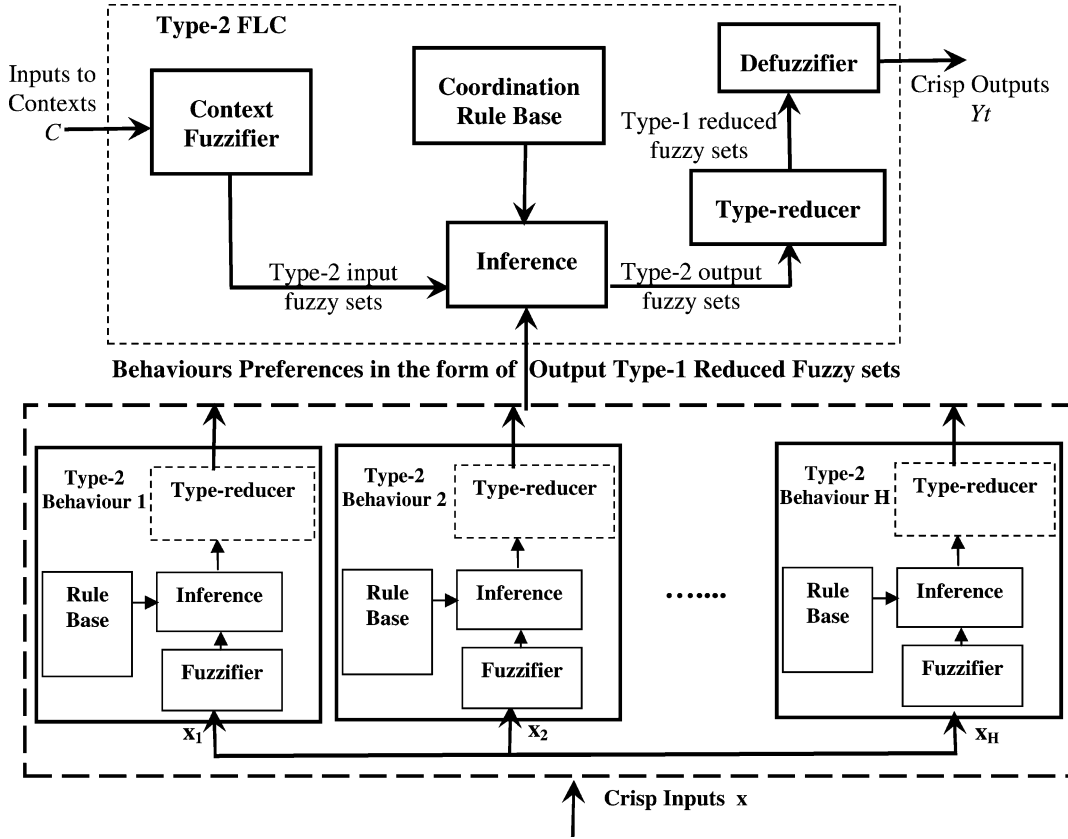 Type-2 FLC
Inputs to
Contexts
C
Context
Fuzzifier
Coordination
Rule Base
Defuzzifier
Crisp Outputs
Yt
Type-1 reduced
fuzzy sets
Type-reducer
Inference
Type-2 input
fuzzy sets
Type-2 output
fuzzy sets
Behaviours Preferences in the form of Output Type-1 Reduced Fuzzy sets
Type-2
Behaviour 1
Type-reducer
Rule
Base
Inference
Fuzzifier
x1
Type-2
Behaviour 2
Type-reducer
Rule
Base
Inference
Fuzzifier
x2
…....
Type-2
Behaviour H
Type-reducer
Rule
Base
Inference
Fuzzifier
xH
Crisp Inputs x